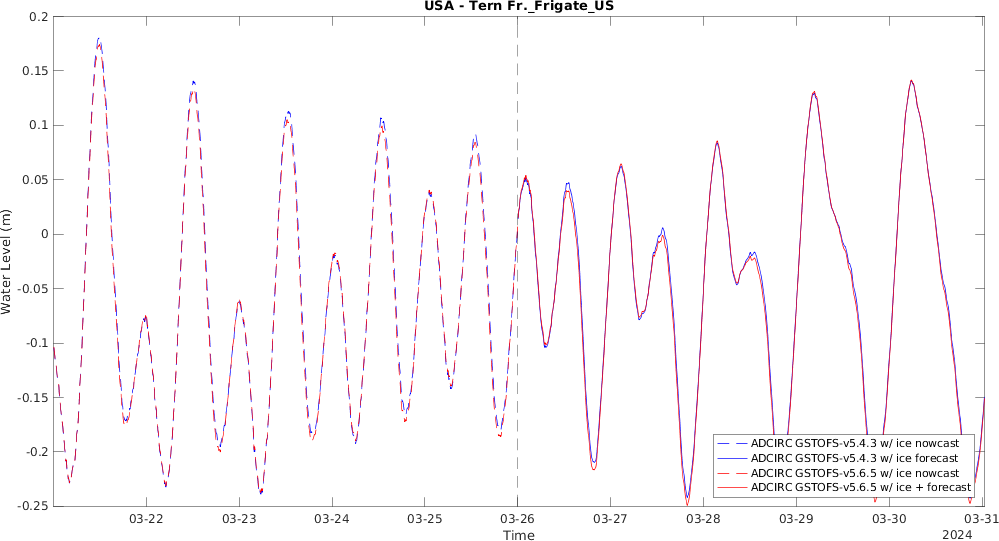 USA - Tern Fr._Frigate_US
0.2
0.15
0.1
0.05
0
-0.05
-0.1
-0.15
-0.2
-0.25
Water Level (m)
ADCIRC GSTOFS-v5.4.3 w/ ice nowcast
ADCIRC GSTOFS-v5.4.3 w/ ice forecast
ADCIRC GSTOFS-v5.6.5 w/ ice nowcast
ADCIRC GSTOFS-v5.6.5 w/ ice + forecast
03-22 03-23 03-24 03-25 03-26 03-27 03-28 03-29 03-30 03-31
Time
2024